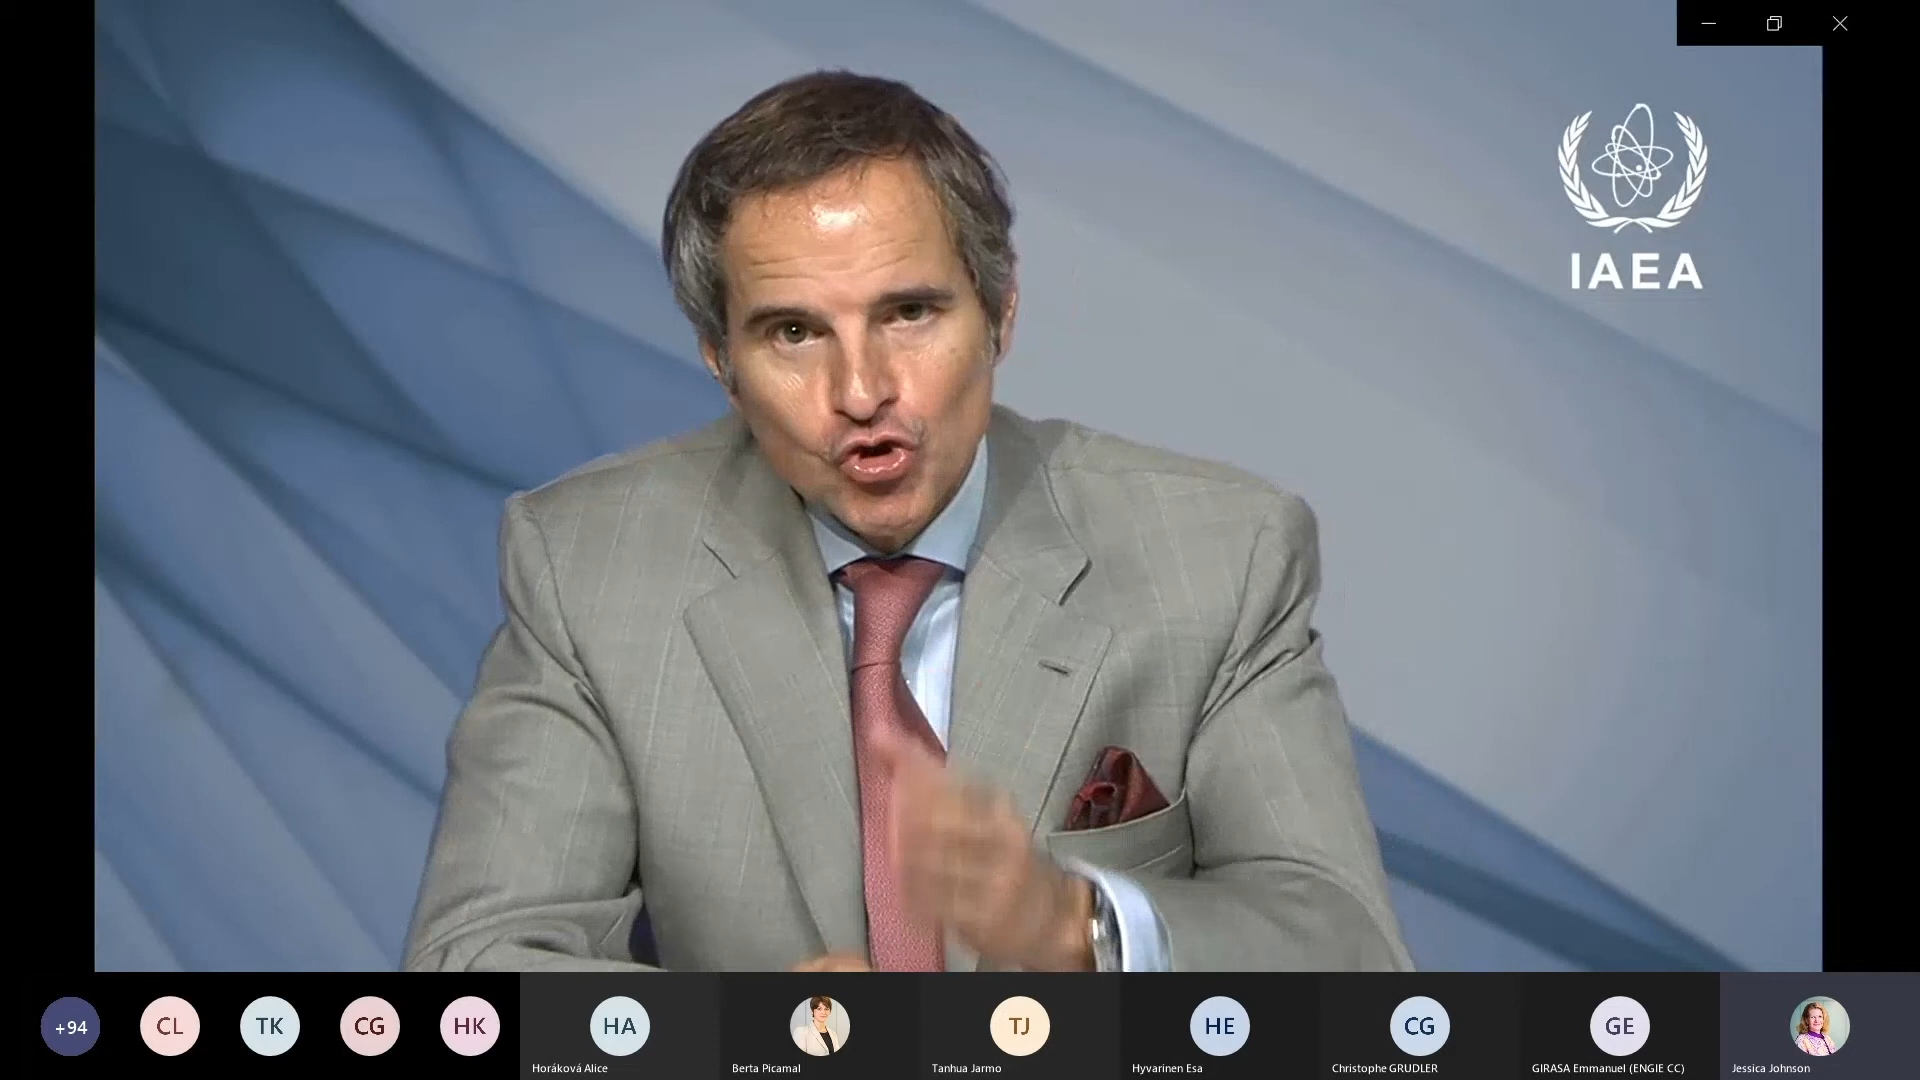 IAEA
+94
CL
TK
CG
HK
HA
TJ
HE
CG
GE
Horáková Alice
Berta Picamal
Tanhua Jarmo
Hyvarinen Esa
Christophe GRUDLER
GIRASA Emmanuel (ENGIE CC)
Jessica Johnson